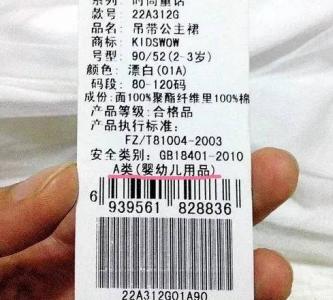 系列：时尚童话
款号：22A312G
品名：吊带公主裙
商标：KIDSWOW
号型：90/52(2-3岁)
颜色：漂白(01A)
码段：80-120码
成份：面100%聚酯纤维里100%棉
产品等级：合格品
产品执行标准：
FZ/T81004-2003
安全类别：GB18401-2010
A类(婴幼儿用品)
6 939561 828836
22A312G01A90